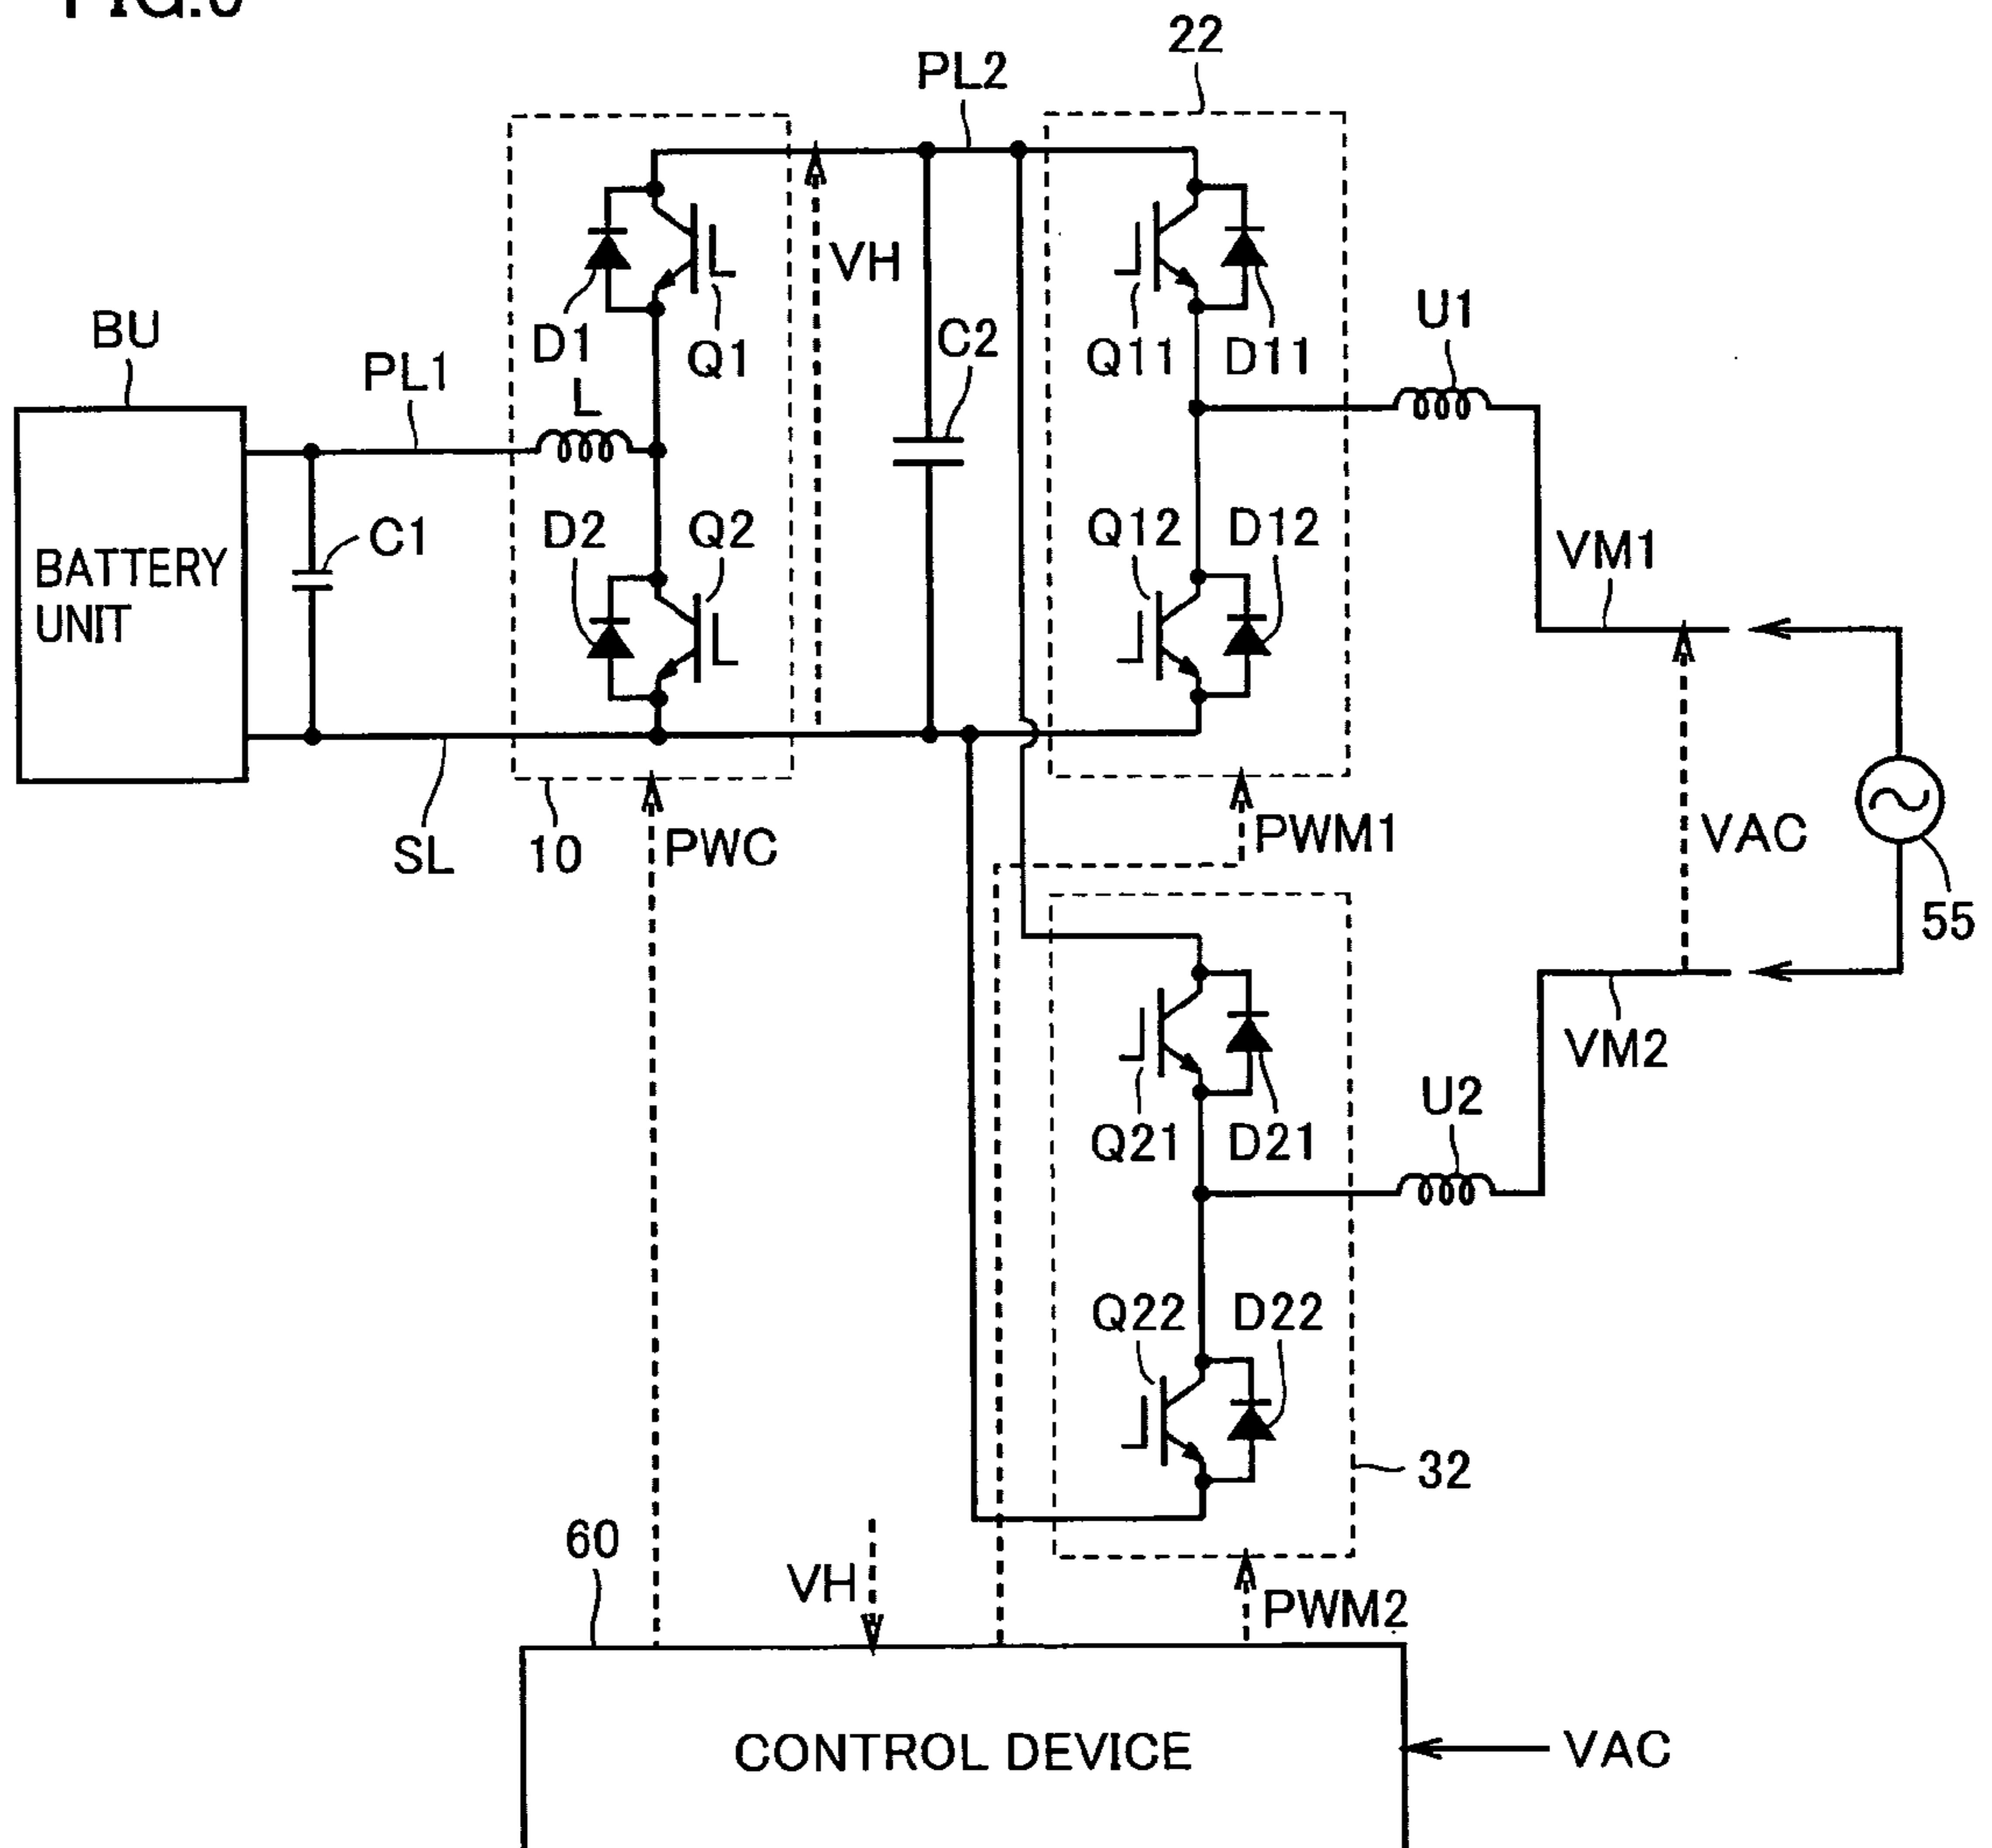 22
PL2
VH
D1
Q1
C2
Q11
D11
U1
BU
PL1
L
BATTERY
UNIT
C1
D2
Q2
Q12
D12
VM1
SL
10
PWC
PWM1
VAC
55
VM2
Q21
D21
U2
Q22
D22
32
60
VH
PWM2
CONTROL DEVICE
VAC